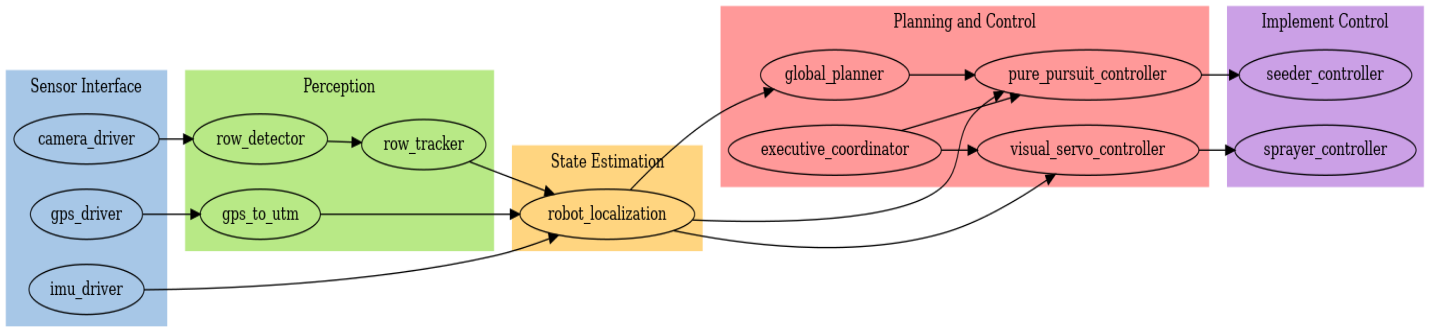 Sensor Interface
camera_driver
gps_driver
imu_driver
Perception
row_detector
row_tracker
gps_to_utm
State Estimation
robot_localization
Planning and Control
global_planner
pure_pursuit_controller
executive_coordinator
visual_servo_controller
Implement Control
seeder_controller
sprayer_controller